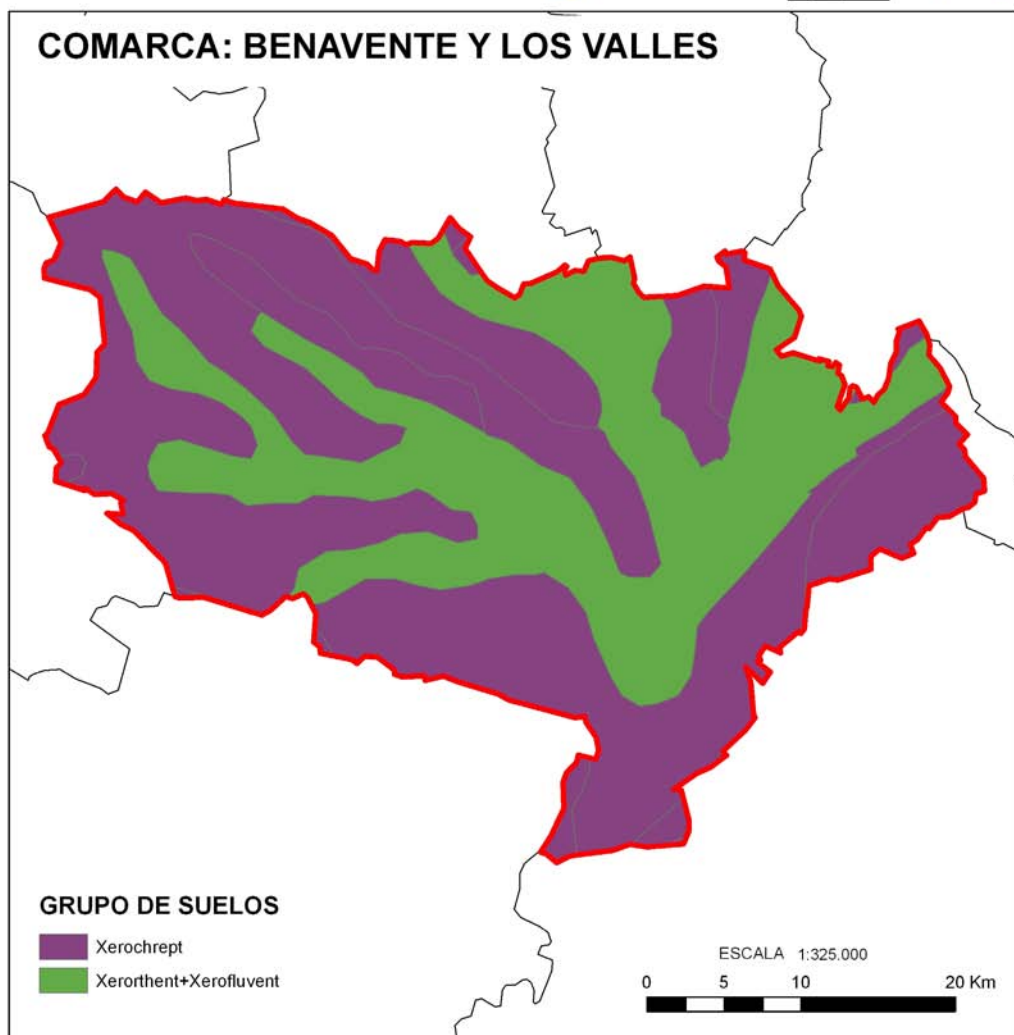 COMARCA: BENAVENTE Y LOS VALLES
GRUPO DE SUELOS
Xerochrept
Xerorthent+Xerofluvent
ESCALA 1:325.000
0 5 10 20 Km